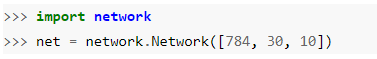 >>> import network
>>> net = network.Network([784, 30, 10])